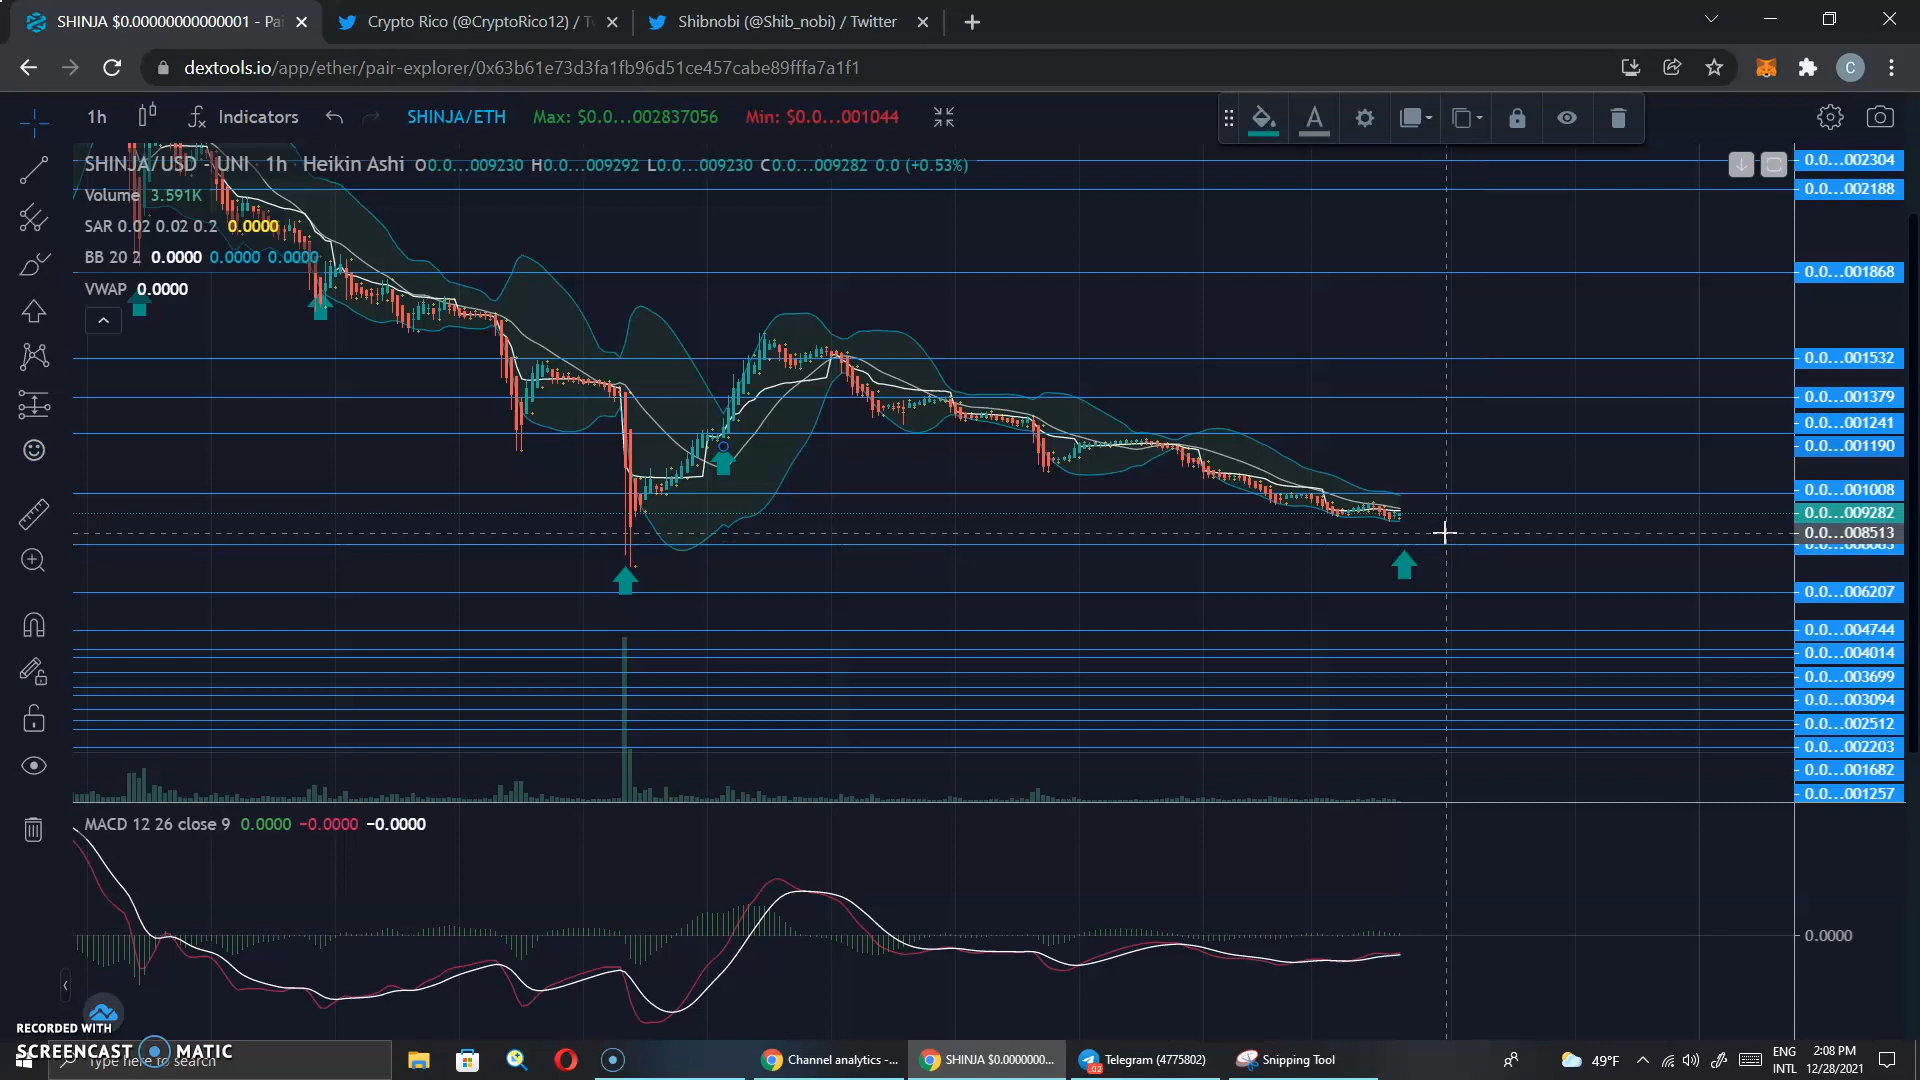 SHINJA $0.00000000000001 - Pa
Crypto Rico (@CryptoRico12) / T
Shibnobi (@Shib_nobi) / Twitter
dextools.io/app/ether/pair-explorer/0x63b61e73d3fa1fb96d51ce457cabe89fffa7a1f1
C
1h
Indicators
SHINJA/ETH
Max: $0.0...002837056
Min: $0.0...001044
SHINJA/USD - UNI · 1h · Heikin Ashi O0.0...009230 H0.0...009292 L0.0...009230 C0.0...009282 0.0 (+0.53%)
Volume 3.591K
SAR 0.02 0.02 0.2 0.0000
BB 20 2 0.0000 0.0000 0.0000
VWAP 0.0000
0.0...002304
0.0...002188
0.0...001868
0.0...001532
0.0...001379
0.0...001241
0.0...001190
0.0...001008
0.0...009282
0.0...008513
0.0...006207
0.0...004744
0.0...004014
0.0...003699
0.0...003094
0.0...002512
0.0...002203
0.0...001682
0.0...001257
MACD 12 26 close 9 0.0000 −0.0000 −0.0000
0.0000
RECORDED WITH
SCREENCAST MATIC
Type here to search
Channel analytics -...
SHINJA $0.0000000...
Telegram (4775802)
Snipping Tool
49°F
ENG
INTL
2:08 PM
12/28/2021